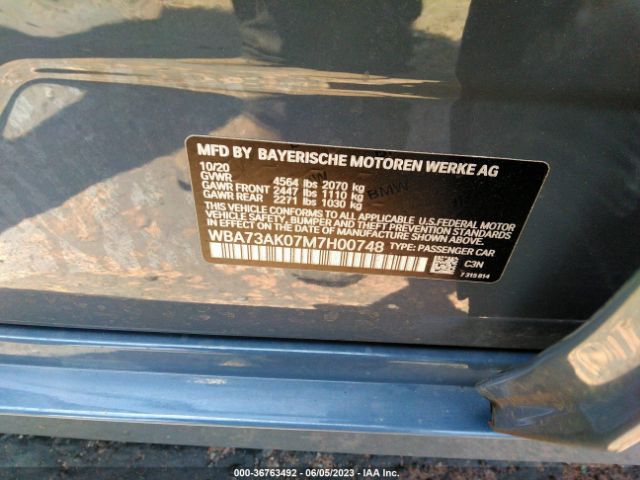 MFD BY BAYERISCHE MOTOREN WERKE AG
10/20
GVWR 4564 lbs 2070 kg
GAWR FRONT 2447 lbs 1110 kg
GAWR REAR 2271 lbs 1030 kg
BMW
THIS VEHICLE CONFORMS TO ALL APPLICABLE U.S.FEDERAL MOTOR
VEHICLE SAFETY, BUMPER, AND THEFT PREVENTION STANDARDS
IN EFFECT ON THE DATE OF MANUFACTURE SHOWN ABOVE.
WBA73AK07M7H00748 TYPE: PASSENGER CAR
C3N
7 315 814
000-36763492 - 06/05/2023 - IAA Inc.